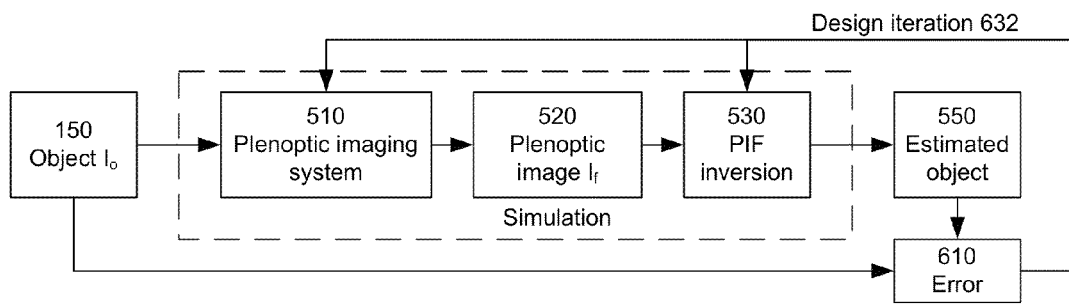 Design iteration 632
150
Object Iₒ
510
Plenoptic imaging
system
520
Plenoptic
image I_f
530
PIF
inversion
550
Estimated
object
Simulation
610
Error